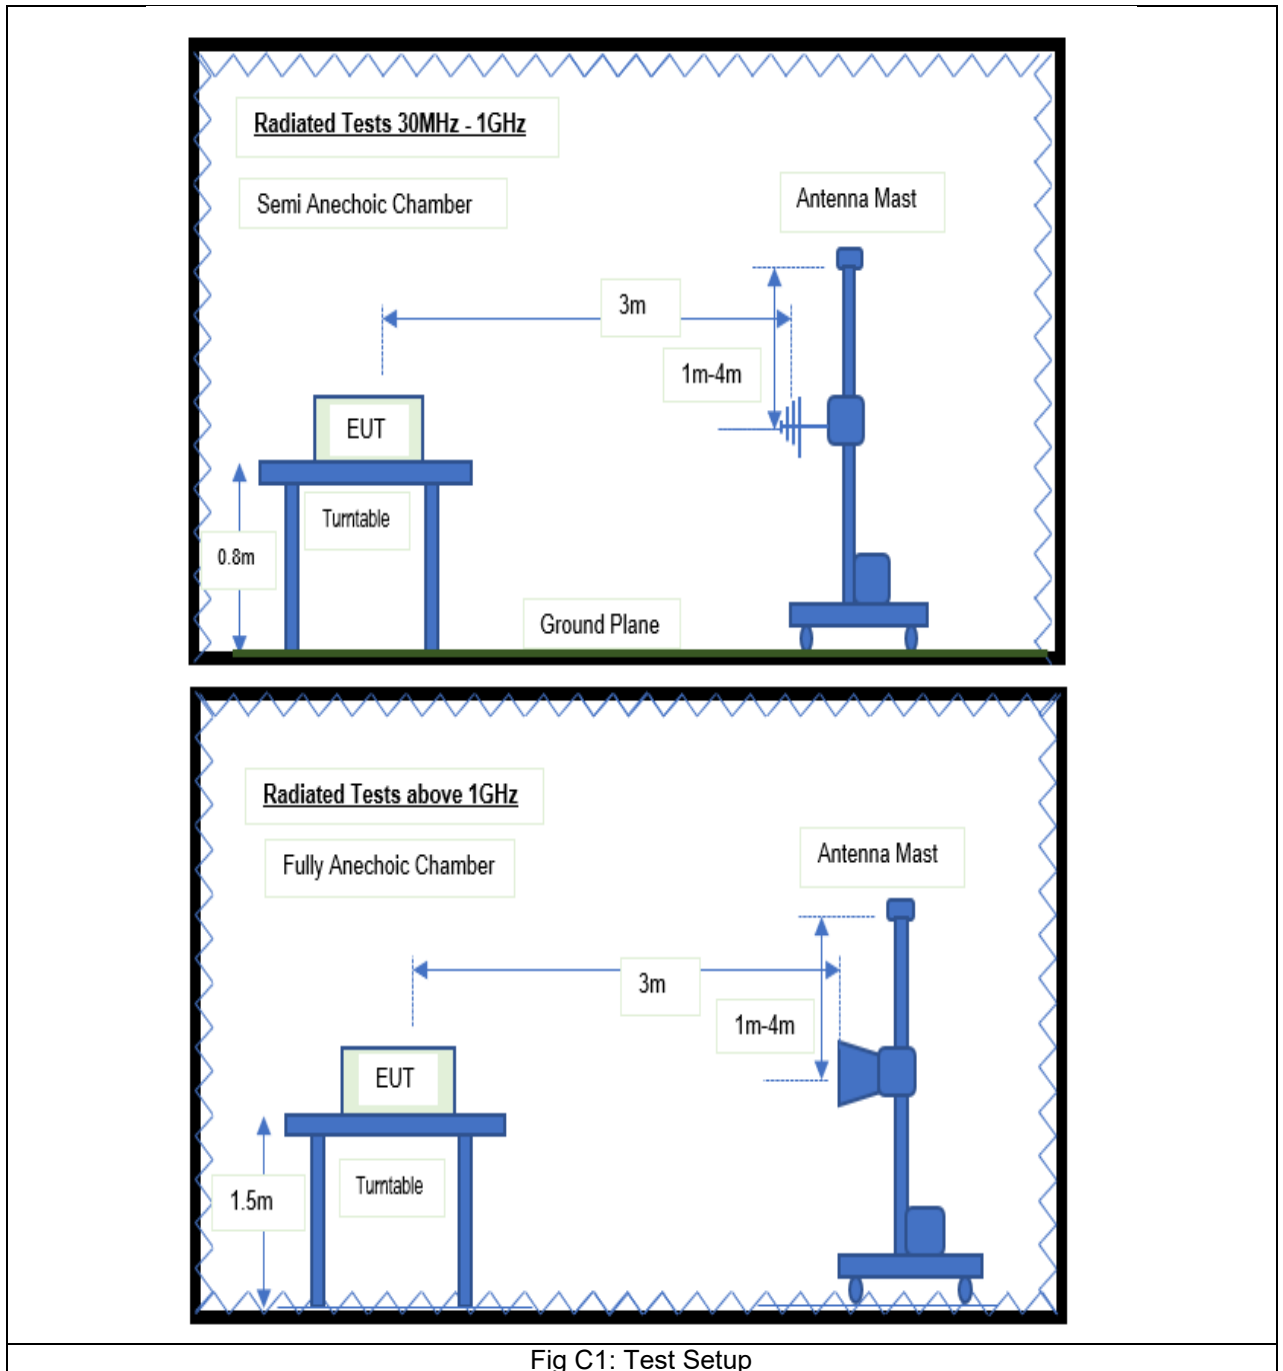 Radiated Tests 30MHz - 1GHz
Semi Anechoic Chamber
Antenna Mast
3m
1m-4m
EUT
Turntable
0.8m
Ground Plane
Radiated Tests above 1GHz
Fully Anechoic Chamber
Antenna Mast
3m
1m-4m
EUT
Turntable
1.5m
Fig C1: Test Setup